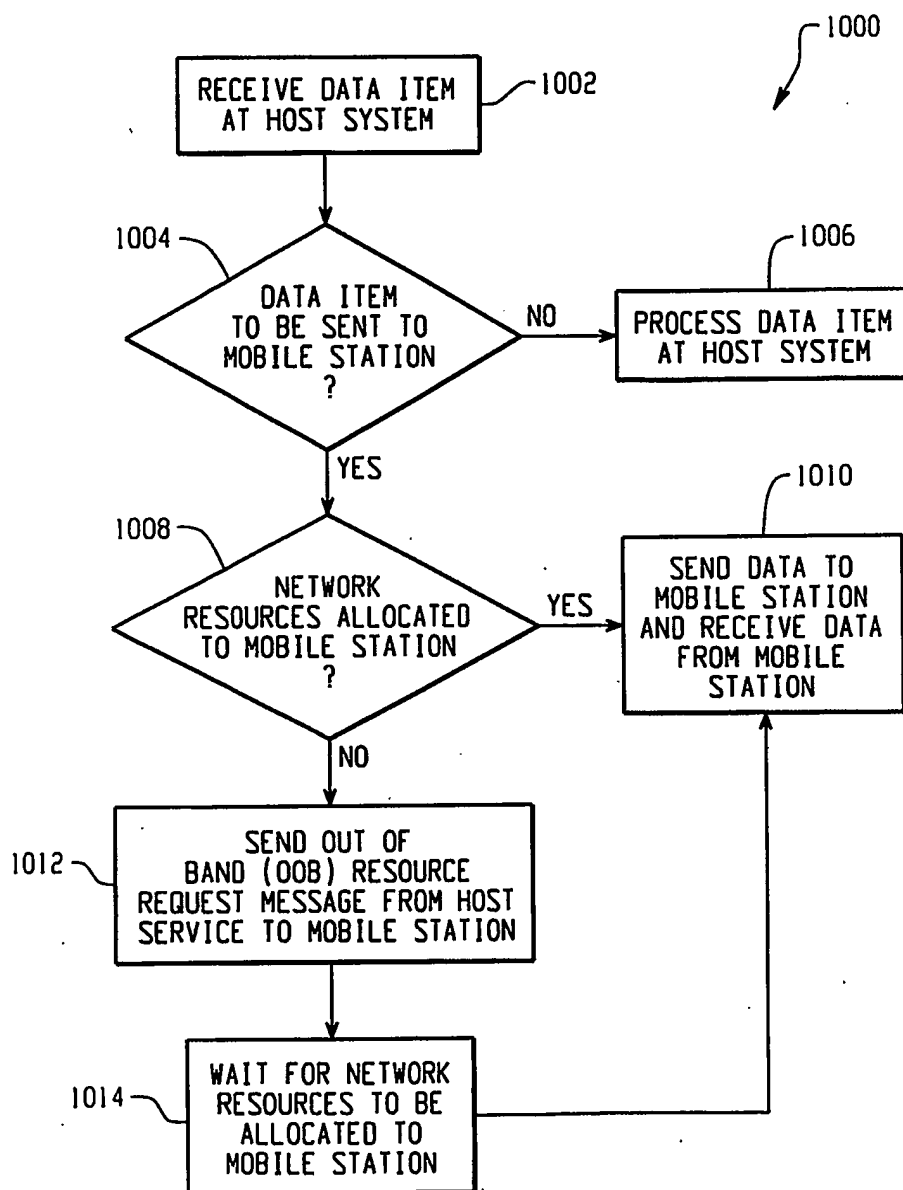 1000
RECEIVE DATA ITEM
AT HOST SYSTEM
1002
1004
DATA ITEM
TO BE SENT TO
MOBILE STATION
?
NO
1006
PROCESS DATA ITEM
AT HOST SYSTEM
YES
1008
NETWORK
RESOURCES ALLOCATED
TO MOBILE STATION
?
YES
1010
SEND DATA TO
MOBILE STATION
AND RECEIVE DATA
FROM MOBILE
STATION
NO
1012
SEND OUT OF
BAND (OOB) RESOURCE
REQUEST MESSAGE FROM HOST
SERVICE TO MOBILE STATION
1014
WAIT FOR NETWORK
RESOURCES TO BE
ALLOCATED TO
MOBILE STATION